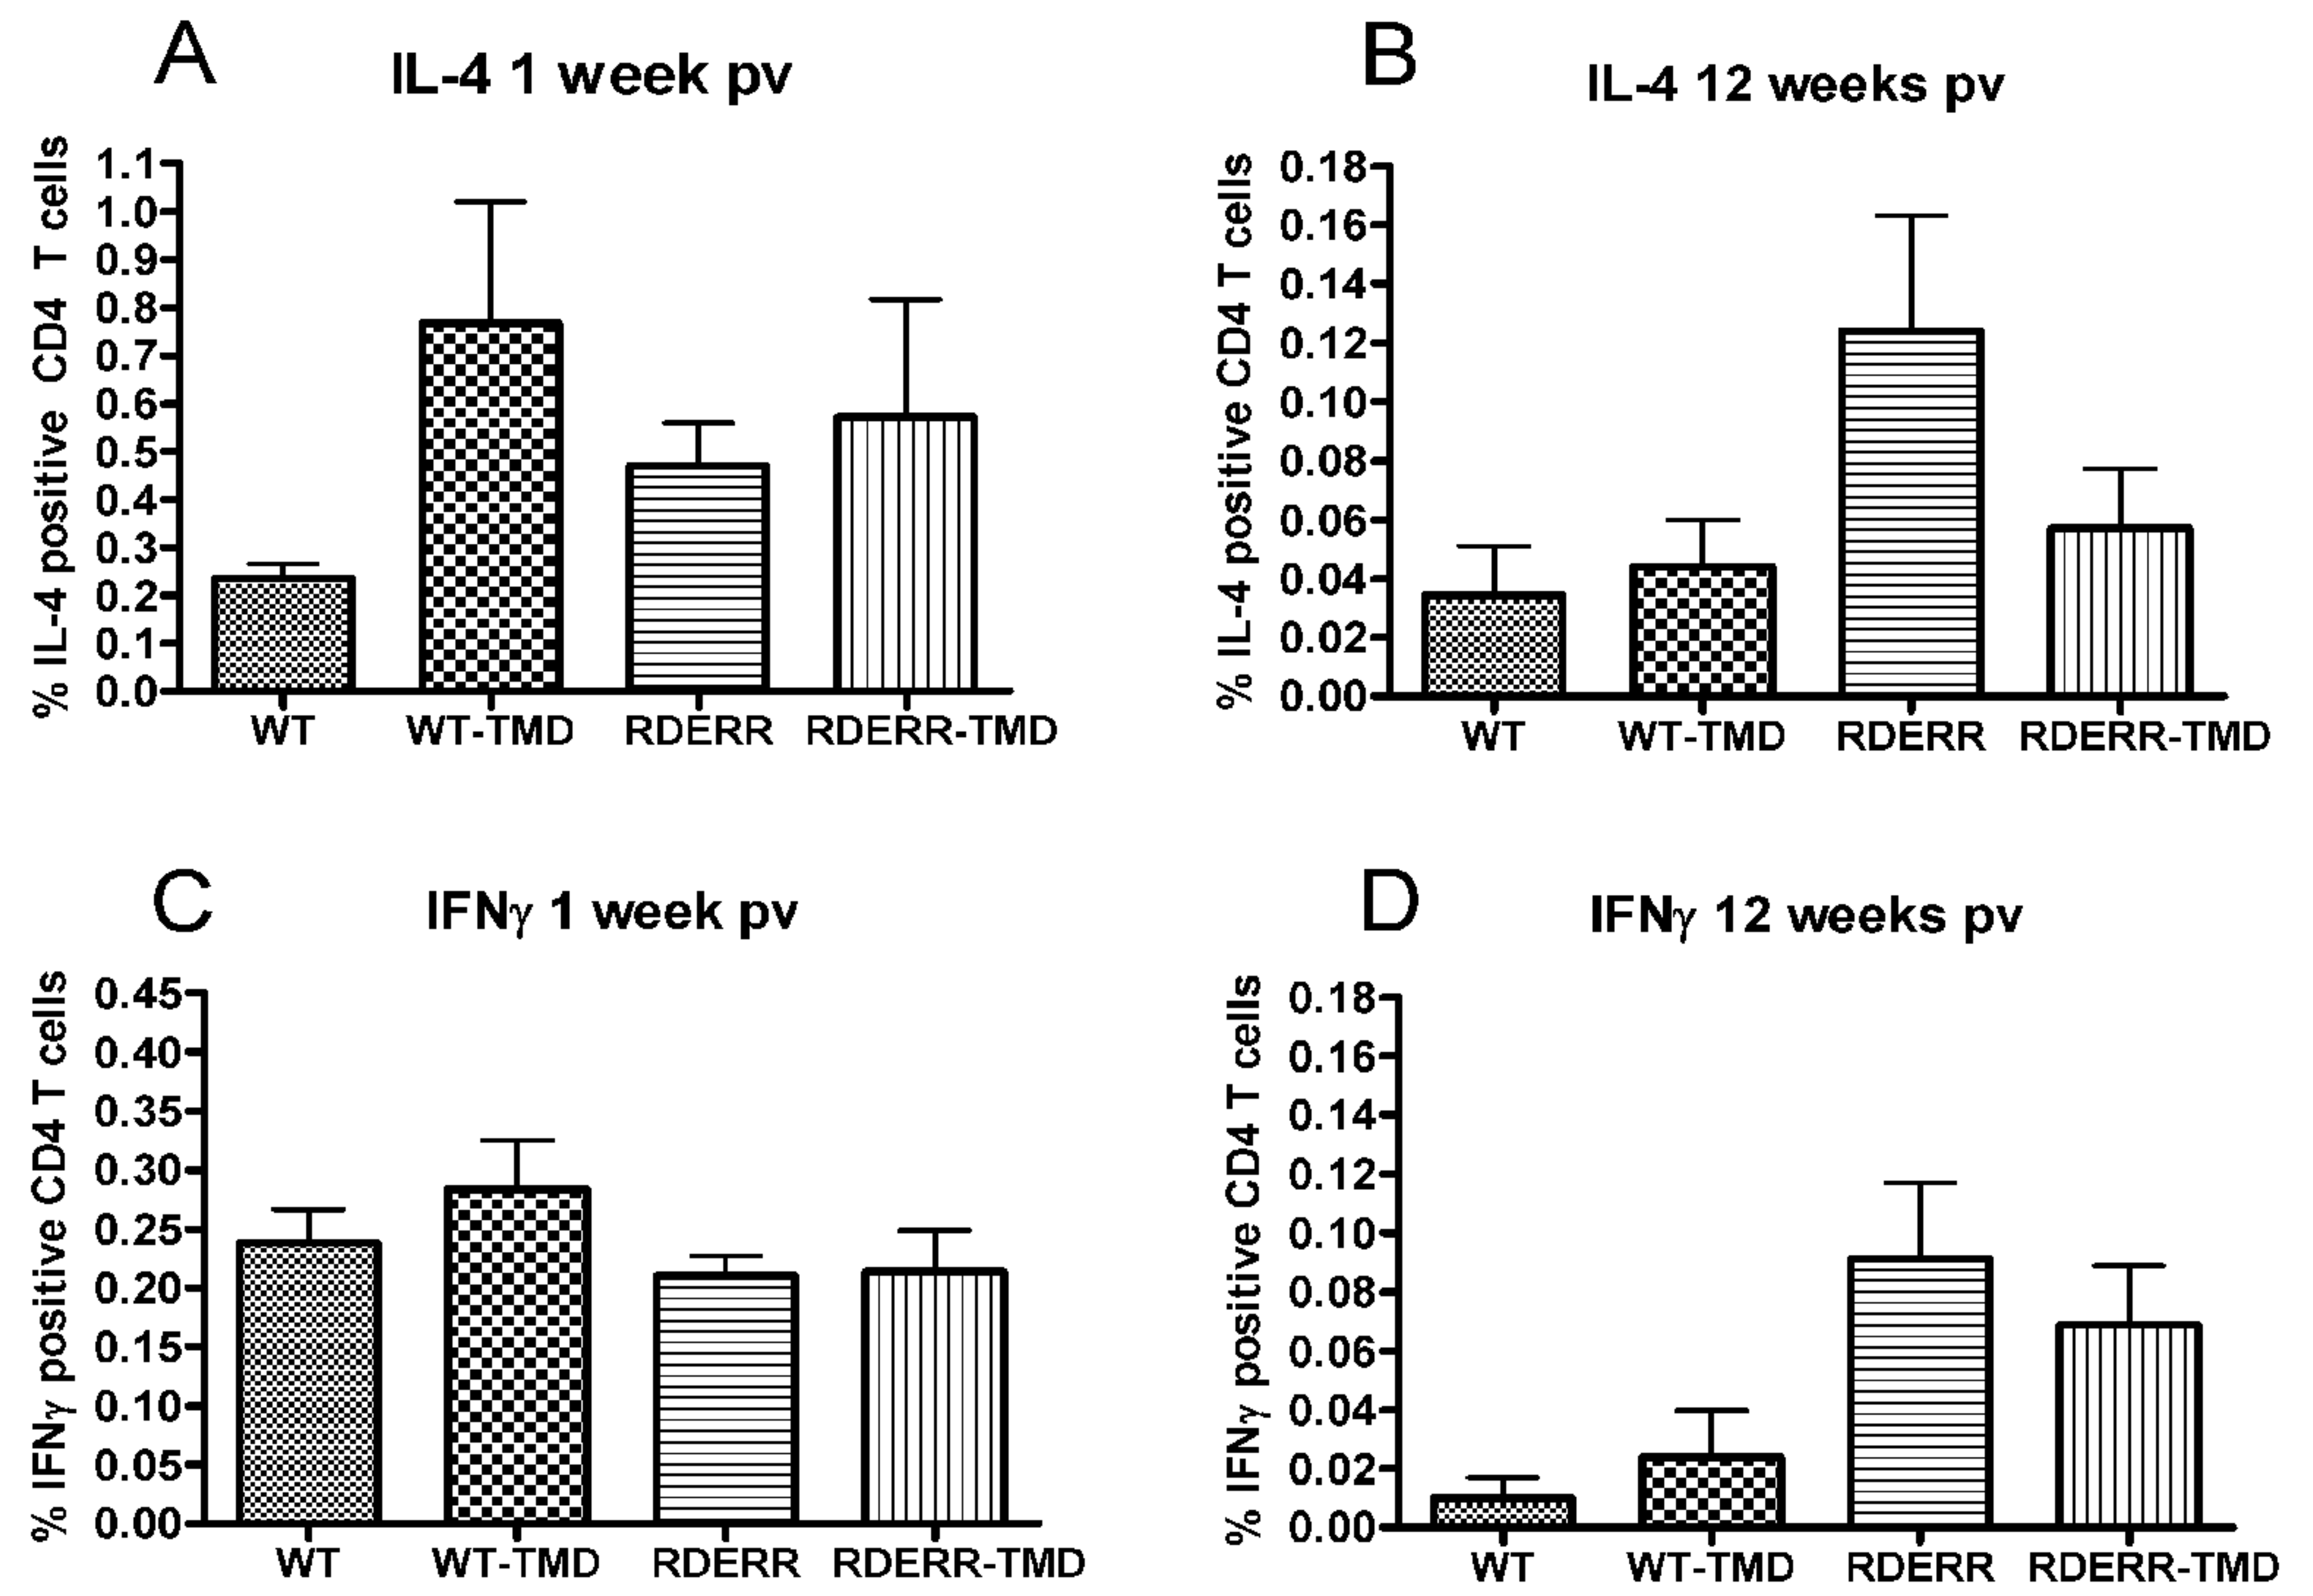 A
IL-4 1 week pv
% IL-4 positive CD4 T cells
1.1
1.0
0.9
0.8
0.7
0.6
0.5
0.4
0.3
0.2
0.1
0.0
WT WT-TMD RDERR RDERR-TMD
B
IL-4 12 weeks pv
% IL-4 positive CD4 T cells
0.18
0.16
0.14
0.12
0.10
0.08
0.06
0.04
0.02
0.00
WT WT-TMD RDERR RDERR-TMD
C
IFNγ 1 week pv
% IFNγ positive CD4 T cells
0.45
0.40
0.35
0.30
0.25
0.20
0.15
0.10
0.05
0.00
WT WT-TMD RDERR RDERR-TMD
D
IFNγ 12 weeks pv
% IFNγ positive CD4 T cells
0.18
0.16
0.14
0.12
0.10
0.08
0.06
0.04
0.02
0.00
WT WT-TMD RDERR RDERR-TMD